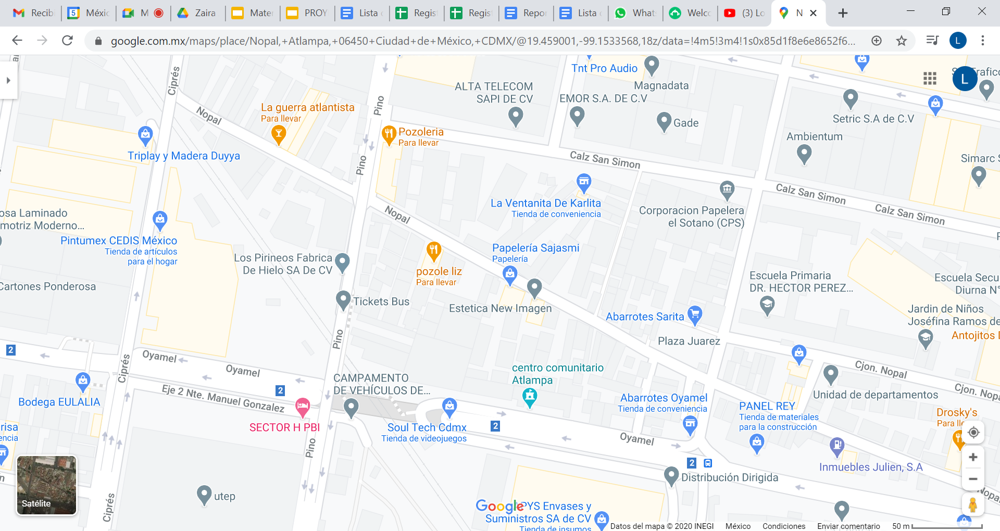 Recibi
5
Méxic
M
Zaira
Mater
PROY
Lista
Regist
Regist
Repor
Lista
Whats
Welco
(3) Lo
N
google.com.mx/maps/place/Nopal,+Atlampa,+06450+Ciudad+de+México,+CDMX/@19.459001,-99.1533568,18z/data=!4m5!3m4!1s0x85d1f8e6e8652f6...
L
L
Tnt Pro Audio
Magnadata
ALTA TELECOM
SAPI DE CV
EMOR S.A. DE C.V
Gade
Setric S.A de C.V
Ambientum
Simarc S
Ciprés
Nopal
La guerra atlantista
Para llevar
Pino
Pozoleria
Para llevar
Triplay y Madera Duyya
Pino
Calz San Simon
La Ventanita De Karlita
Tienda de conveniencia
Corporacion Papelera
el Sotano (CPS)
Calz San Simon
Calz San Simon
osa Laminado
motriz Moderno...
Nopal
Pintumex CEDIS México
Tienda de artículos
para el hogar
Los Pirineos Fabrica
De Hielo SA De CV
pozole liz
Para llevar
Papelería Sajasmi
Papelería
Escuela Primaria
DR. HECTOR PEREZ...
Escuela Secu
Diurna N°
Cartones Ponderosa
Tickets Bus
Estetica New Imagen
Abarrotes Sarita
Jardin de Niños
Joséfina Ramos de
Antojitos
Plaza Juarez
Pino
2
Oyamel
Ciprés
Oyamel
CAMPAMENTO
DE VEHÍCULOS DE...
centro comunitario
Atlampa
Cjon. Nopal
Cjon. Nopa
2
Eje 2 Nte. Manuel Gonzalez
Bodega EULALIA
Abarrotes Oyamel
Tienda de conveniencia
PANEL REY
Tienda de materiales
para la construcción
Unidad de departamentos
Drosky's
Para lle
SECTOR H PBI
Soul Tech Cdmx
Tienda de videojuegos
2
Oyamel
risa
encia
Pino
2
Inmuebles Julien, S.A
Distribución Dirigida
Nopal
Satélite
Ciprés
utep
Google
PYS Envases y
Suministros SA de CV
Tienda de insumos
Datos del mapa © 2020 INEGI
México
Condiciones
Enviar comentario
50 m